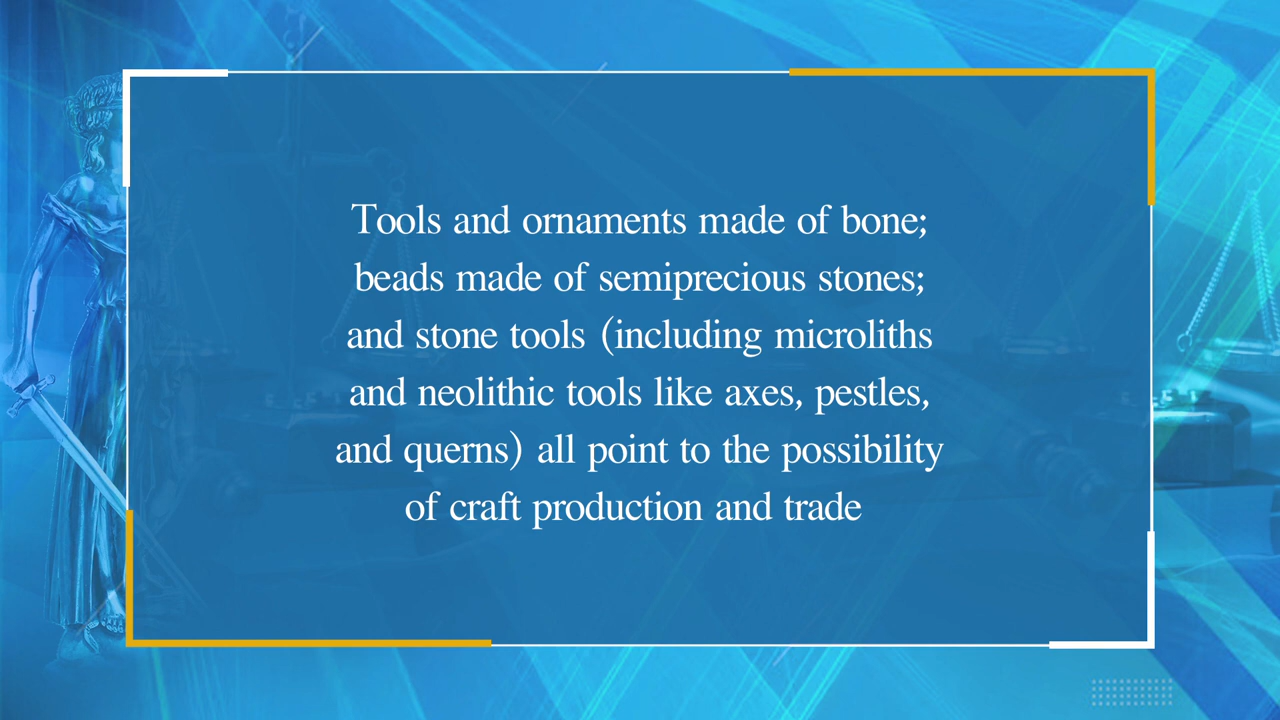 Tools and ornaments made of bone;
beads made of semiprecious stones;
and stone tools (including microliths
and neolithic tools like axes, pestles,
and querns) all point to the possibility
of craft production and trade